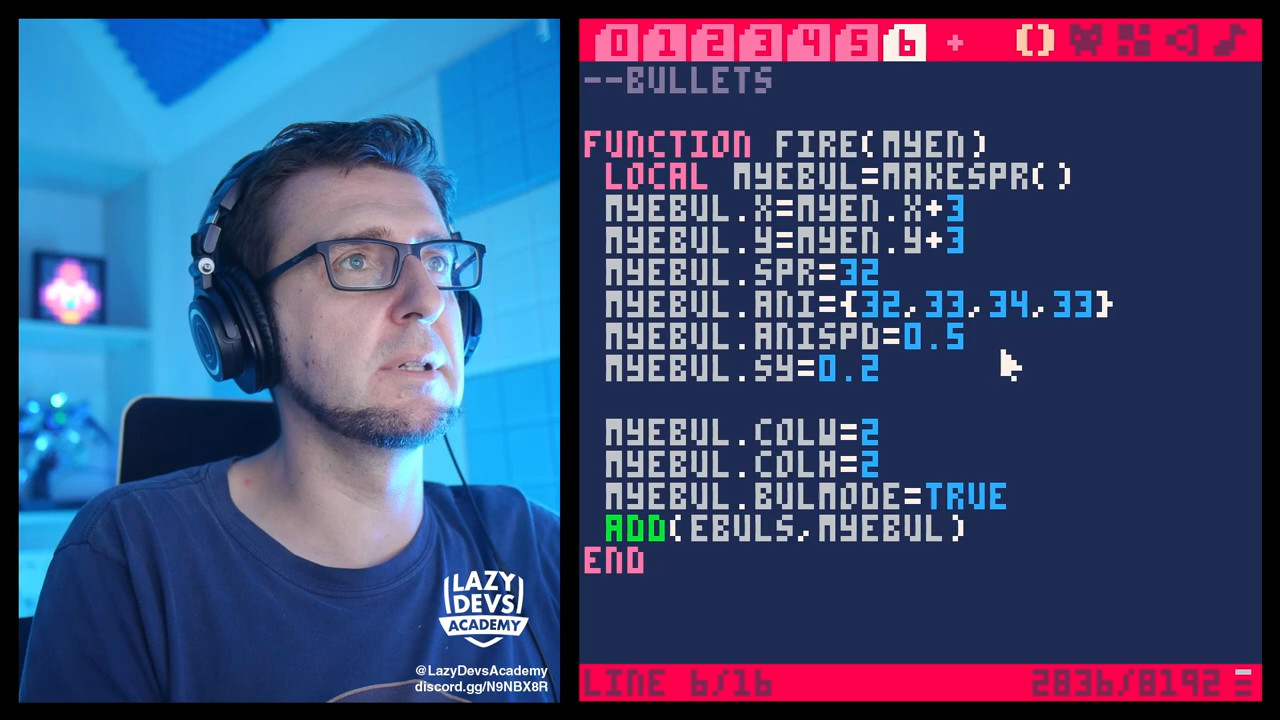 0 1 2 3 4 5 6 + ()
--BULLETS
FUNCTION FIRE(MYEN)
LOCAL MYEBUL=MAKESPR()
MYEBUL.X=MYEN.X+3
MYEBUL.Y=MYEN.Y+3
MYEBUL.SPR=32
MYEBUL.ANI={32,33,34,33}
MYEBUL.ANISPD=0.5
MYEBUL.SY=0.2
MYEBUL.COLW=2
MYEBUL.COLH=2
MYEBUL.BULMODE=TRUE
ADD(EBULS,MYEBUL)
END
LINE 6/16 2836/8192
LAZY
DEVS
ACADEMY
@LazyDevsAcademy
discord.gg/N9NBX8R